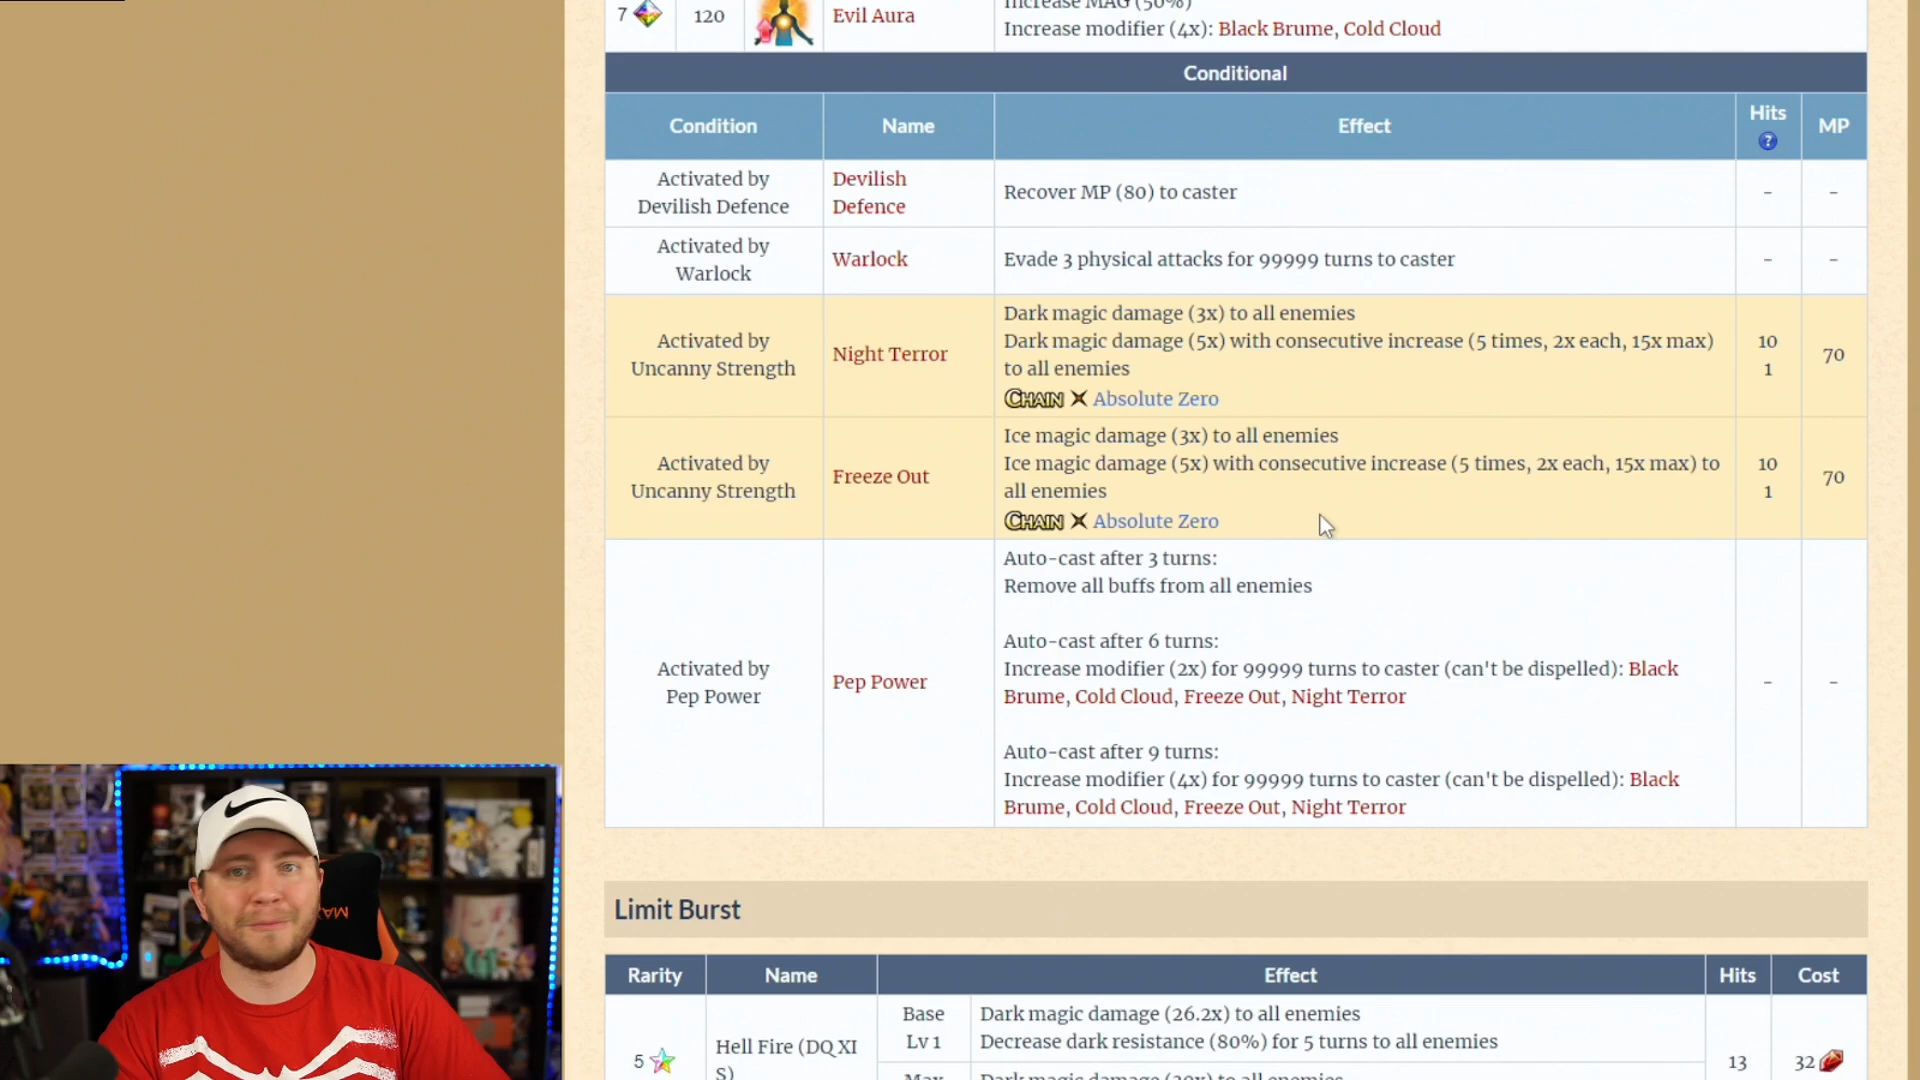 Increase MAG (50%)
7 120 Evil Aura
Increase modifier (4x): Black Brume, Cold Cloud
Conditional
Condition Name Effect Hits MP
Activated by Devilish Defence
Devilish Defence
Recover MP (80) to caster
- -
Activated by Warlock
Warlock
Evade 3 physical attacks for 99999 turns to caster
- -
Activated by Uncanny Strength
Night Terror
Dark magic damage (3x) to all enemies
Dark magic damage (5x) with consecutive increase (5 times, 2x each, 15x max)
to all enemies
CHAIN Absolute Zero
10
1
70
Activated by Uncanny Strength
Freeze Out
Ice magic damage (3x) to all enemies
Ice magic damage (5x) with consecutive increase (5 times, 2x each, 15x max) to
all enemies
CHAIN Absolute Zero
10
1
70
Activated by Pep Power
Pep Power
Auto-cast after 3 turns:
Remove all buffs from all enemies
Auto-cast after 6 turns:
Increase modifier (2x) for 99999 turns to caster (can't be dispelled): Black
Brume, Cold Cloud, Freeze Out, Night Terror
Auto-cast after 9 turns:
Increase modifier (4x) for 99999 turns to caster (can't be dispelled): Black
Brume, Cold Cloud, Freeze Out, Night Terror
- -
Limit Burst
Rarity Name Effect Hits Cost
5
Hell Fire (DQ XI
S)
Base
Lv 1
Dark magic damage (26.2x) to all enemies
Decrease dark resistance (80%) for 5 turns to all enemies
13
32
Max